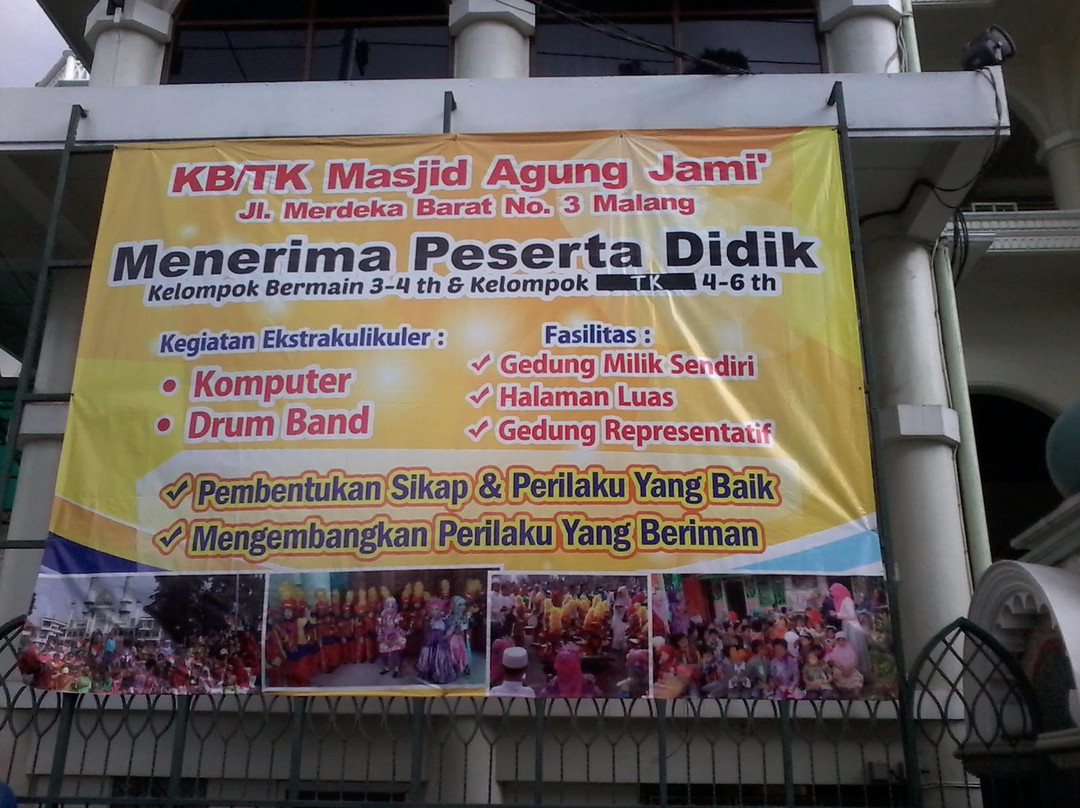 KB/TK Masjid Agung Jami'
Jl. Merdeka Barat No. 3 Malang
Menerima Peserta Didik
Kelompok Bermain 3-4 th & Kelompok TK 4-6 th
Kegiatan Ekstrakulikuler :
• Komputer
• Drum Band
Fasilitas :
✓ Gedung Milik Sendiri
✓ Halaman Luas
✓ Gedung Representatif
✓ Pembentukan Sikap & Perilaku Yang Baik
✓ Mengembangkan Perilaku Yang Beriman